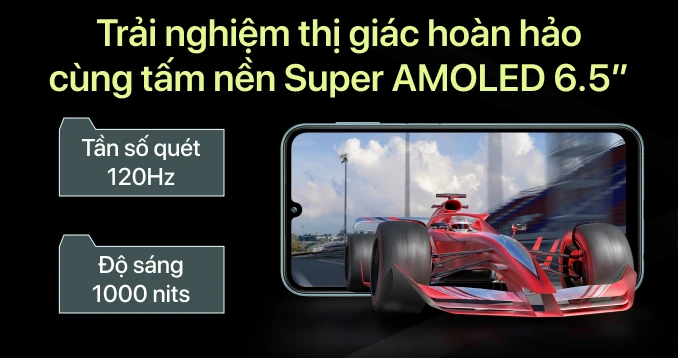 Trải nghiệm thị giác hoàn hảo
cùng tấm nền Super AMOLED 6.5”
Tần số quét
120Hz
Độ sáng
1000 nits